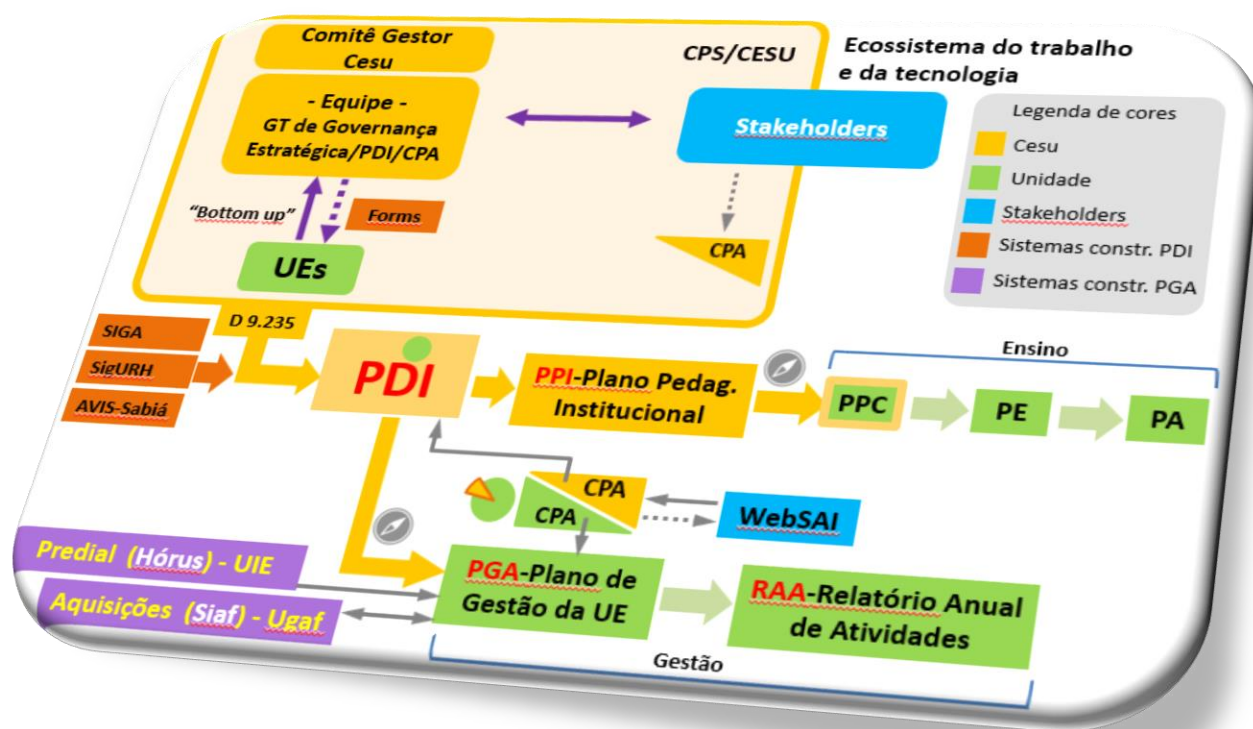 Comitê Gestor
Cesu
CPS/CESU
Ecossistema do trabalho
e da tecnologia
- Equipe -
GT de Governança
Estratégica/PDI/CPA
Stakeholders
Legenda de cores
Cesu
Unidade
Stakeholders
Sistemas constr. PDI
Sistemas constr. PGA
"Bottom up"
Forms
UEs
CPA
D 9.235
SIGA
SigURH
AVIS-Sabiá
PDI
PPI-Plano Pedag.
Institucional
Ensino
PPC
PE
PA
CPA
CPA
WebSAI
Predial (Hórus) - UIE
Aquisições (Siaf) - Ugaf
PGA-Plano de
Gestão da UE
RAA-Relatório Anual
de Atividades
Gestão